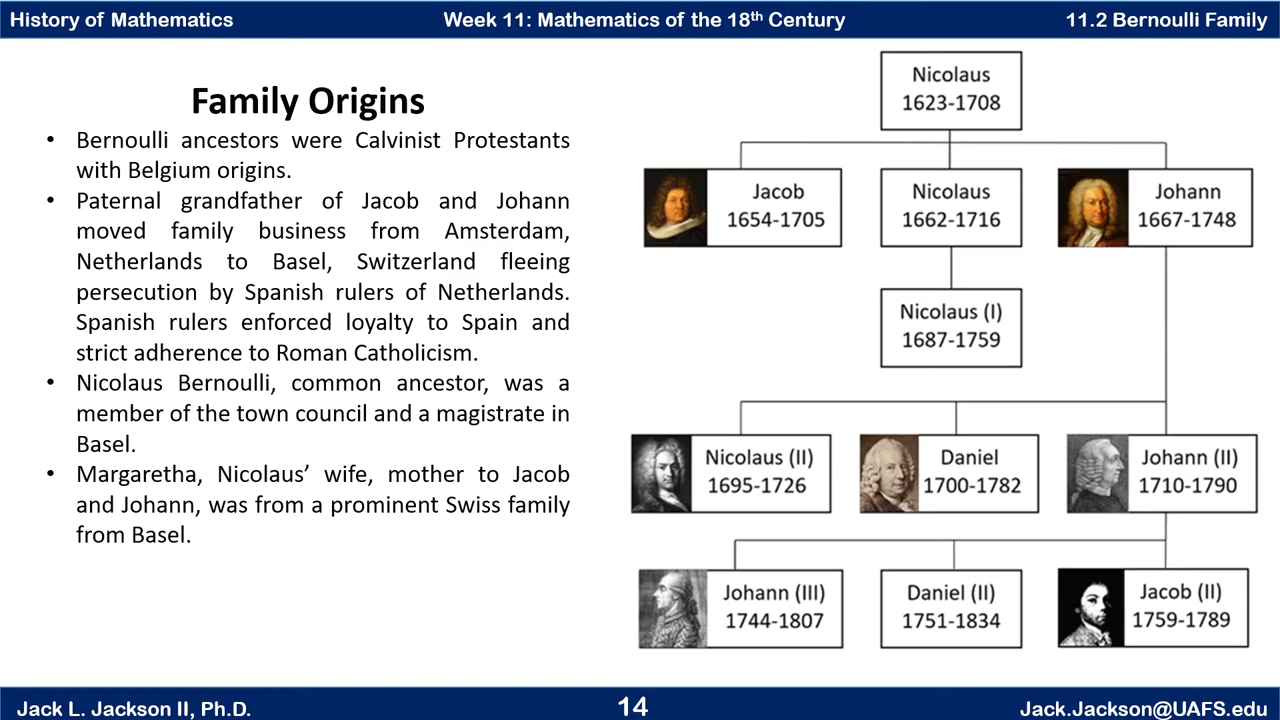 History of Mathematics
Week 11: Mathematics of the 18th Century
11.2 Bernoulli Family
Family Origins
• Bernoulli ancestors were Calvinist Protestants
with Belgium origins.
• Paternal grandfather of Jacob and Johann
moved family business from Amsterdam,
Netherlands to Basel, Switzerland fleeing
persecution by Spanish rulers of Netherlands.
Spanish rulers enforced loyalty to Spain and
strict adherence to Roman Catholicism.
• Nicolaus Bernoulli, common ancestor, was a
member of the town council and a magistrate in
Basel.
• Margaretha, Nicolaus’ wife, mother to Jacob
and Johann, was from a prominent Swiss family
from Basel.
Nicolaus
1623-1708
Jacob
1654-1705
Nicolaus
1662-1716
Johann
1667-1748
Nicolaus (I)
1687-1759
Nicolaus (II)
1695-1726
Daniel
1700-1782
Johann (II)
1710-1790
Johann (III)
1744-1807
Daniel (II)
1751-1834
Jacob (II)
1759-1789
Jack L. Jackson II, Ph.D.
14
Jack.Jackson@UAFS.edu